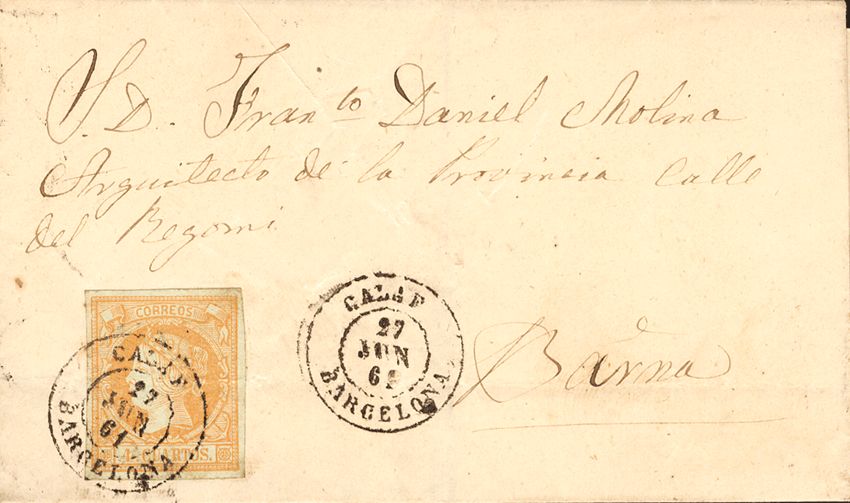 S. D. Fran.co Daniel Molina
Arquitecto de la Provincia Calle
del Regomi
CORREOS
4 CUARTOS.
CALAF
27
JUN
61
BARCELONA
CALAF
27
JUN
61
BARCELONA
Barna